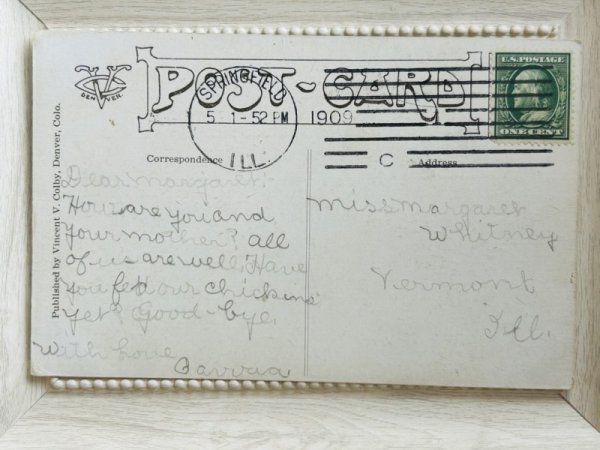 POST-CARD
SPRINGFIELD
5 1-52 PM
1909
ILL.
C
U.S. POSTAGE
ONE CENT
DENVER
Published by Vincent V. Colby, Denver, Colo.
Correspondence
Address
Dear margaret.
How are you and
your mother? all
of us are well, Have
you fed our chickins
yet? Good-bye,
With love
miss margaret
Whitney
Vermont
Ill.